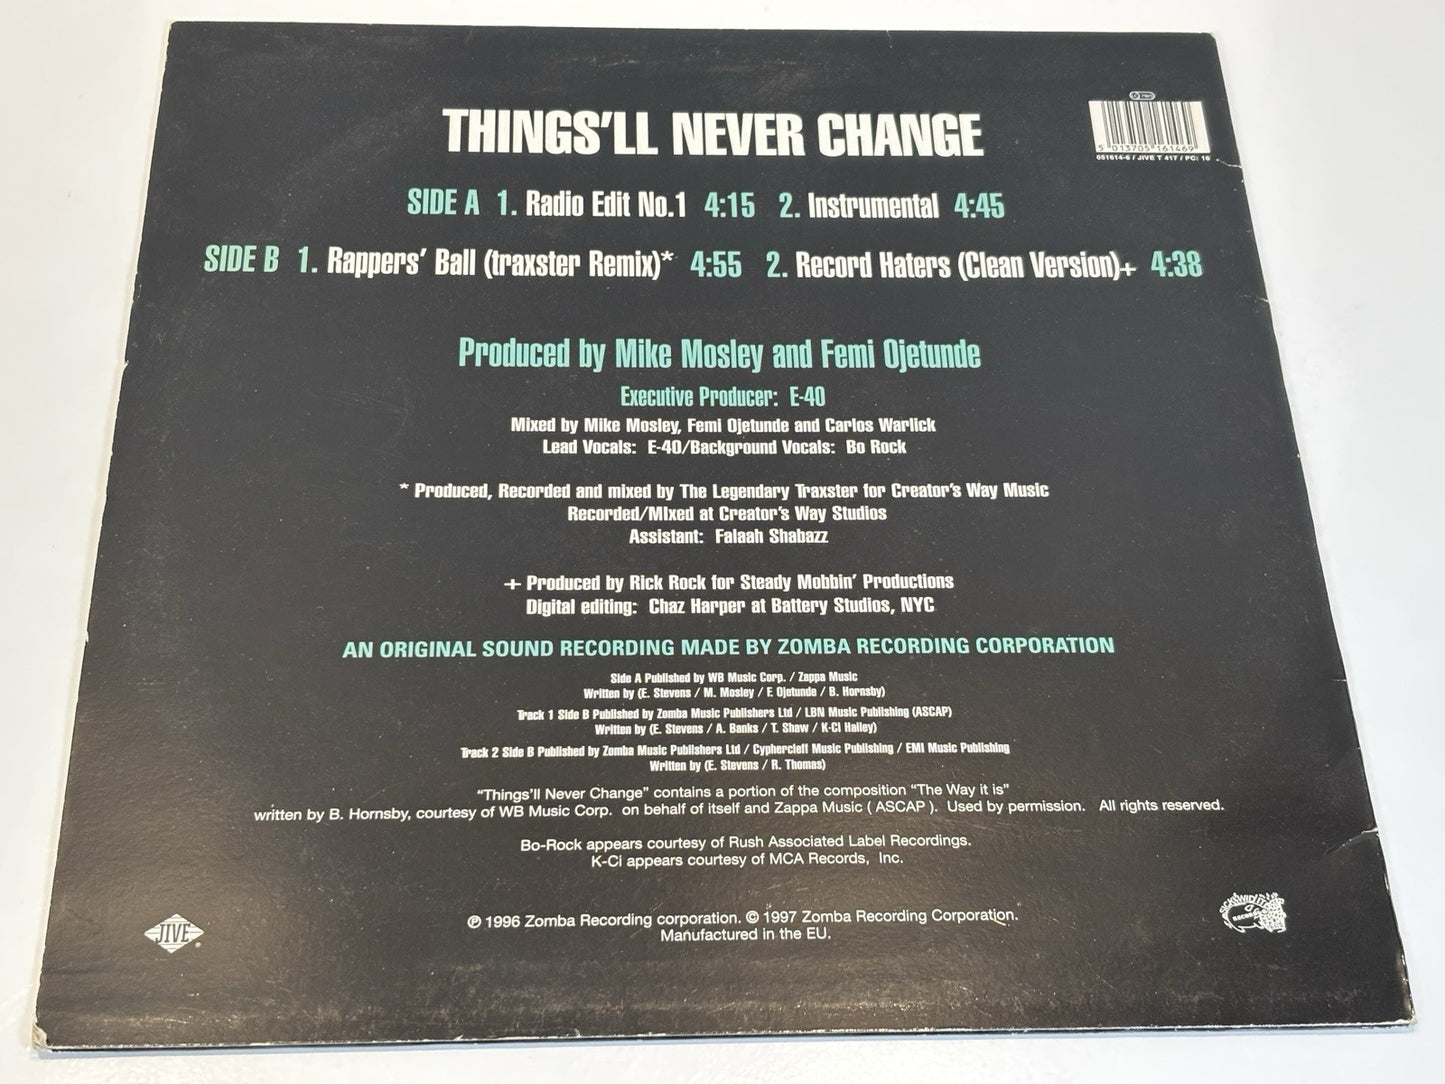 THINGS'LL NEVER CHANGE
5 013705 161469
051614-6 / JIVE T 417 / PC: 16
SIDE A 1. Radio Edit No.1 4:15 2. Instrumental 4:45
SIDE B 1. Rappers' Ball (traxster Remix)* 4:55 2. Record Haters (Clean Version)+ 4:38
Produced by Mike Mosley and Femi Ojetunde
Executive Producer: E-40
Mixed by Mike Mosley, Femi Ojetunde and Carlos Warlick
Lead Vocals: E-40/Background Vocals: Bo Rock
* Produced, Recorded and mixed by The Legendary Traxster for Creator's Way Music
Recorded/MIxed at Creator's Way Studios
Assistant: Falaah Shabazz
+ Produced by Rick Rock for Steady Mobbin' Productions
Digital editing: Chaz Harper at Battery Studios, NYC
AN ORIGINAL SOUND RECORDING MADE BY ZOMBA RECORDING CORPORATION
Side A Published by WB Music Corp. / Zappa Music
Written by (E. Stevens / M. Mosley / F. Ojetunde / B. Hornsby)
Track 1 Side B Published by Zomba Music Publishers Ltd / LBN Music Publishing (ASCAP)
Written by (E. Stevens / A. Banks / T. Shaw / K-Ci Hailey)
Track 2 Side B Published by Zomba Music Publishers Ltd / Cyphercleff Music Publishing / EMI Music Publishing
Written by (E. Stevens / R. Thomas)
"Things'll Never Change" contains a portion of the composition "The Way it is"
written by B. Hornsby, courtesy of WB Music Corp. on behalf of itself and Zappa Music ( ASCAP ). Used by permission. All rights reserved.
Bo-Rock appears courtesy of Rush Associated Label Recordings.
K-Ci appears courtesy of MCA Records, Inc.
℗ 1996 Zomba Recording corporation. © 1997 Zomba Recording Corporation.
Manufactured in the EU.
JIVE ®
SICK WID IT
RECORDS